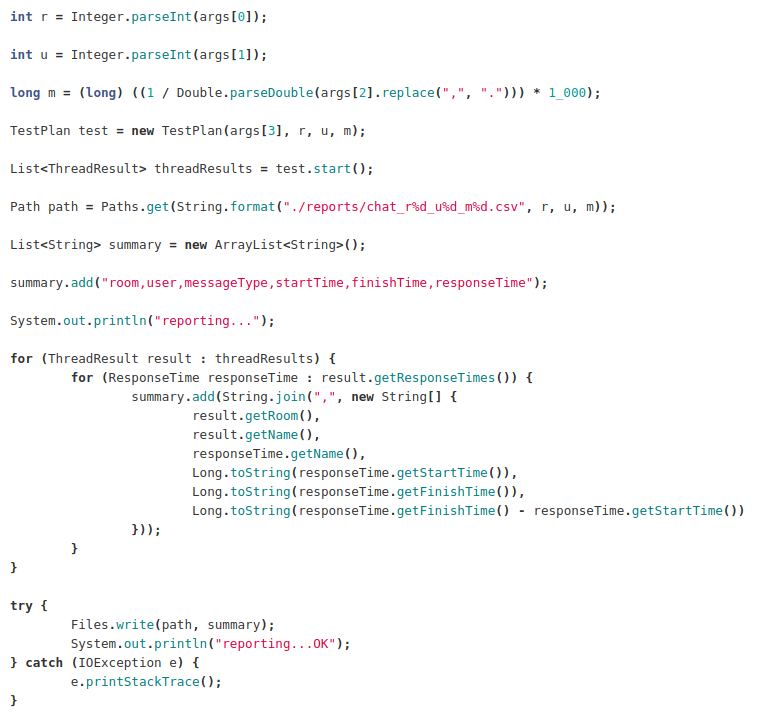 int r = Integer.parseInt(args[0]);
int u = Integer.parseInt(args[1]);
long m = (long) ((1 / Double.parseDouble(args[2].replace(",", "."))) * 1_000);
TestPlan test = new TestPlan(args[3], r, u, m);
List<ThreadResult> threadResults = test.start();
Path path = Paths.get(String.format("./reports/chat_r%d_u%d_m%d.csv", r, u, m));
List<String> summary = new ArrayList<String>();
summary.add("room,user,messageType,startTime,finishTime,responseTime");
System.out.println("reporting...");
for (ThreadResult result : threadResults) {
        for (ResponseTime responseTime : result.getResponseTimes()) {
                summary.add(String.join(",", new String[] {
                        result.getRoom(),
                        result.getName(),
                        responseTime.getName(),
                        Long.toString(responseTime.getStartTime()),
                        Long.toString(responseTime.getFinishTime()),
                        Long.toString(responseTime.getFinishTime() - responseTime.getStartTime())
                }));
        }
}
try {
        Files.write(path, summary);
        System.out.println("reporting...OK");
} catch (IOException e) {
        e.printStackTrace();
}